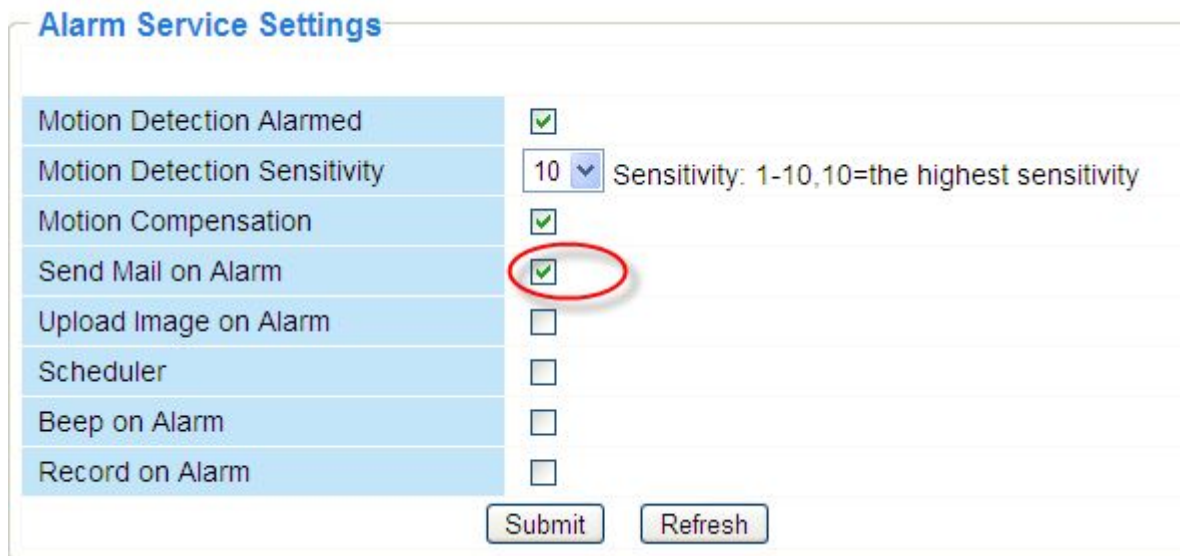 Alarm Service Settings
Motion Detection Alarmed
Motion Detection Sensitivity 10 Sensitivity: 1-10,10=the highest sensitivity
Motion Compensation
Send Mail on Alarm
Upload Image on Alarm
Scheduler
Beep on Alarm
Record on Alarm
Submit Refresh